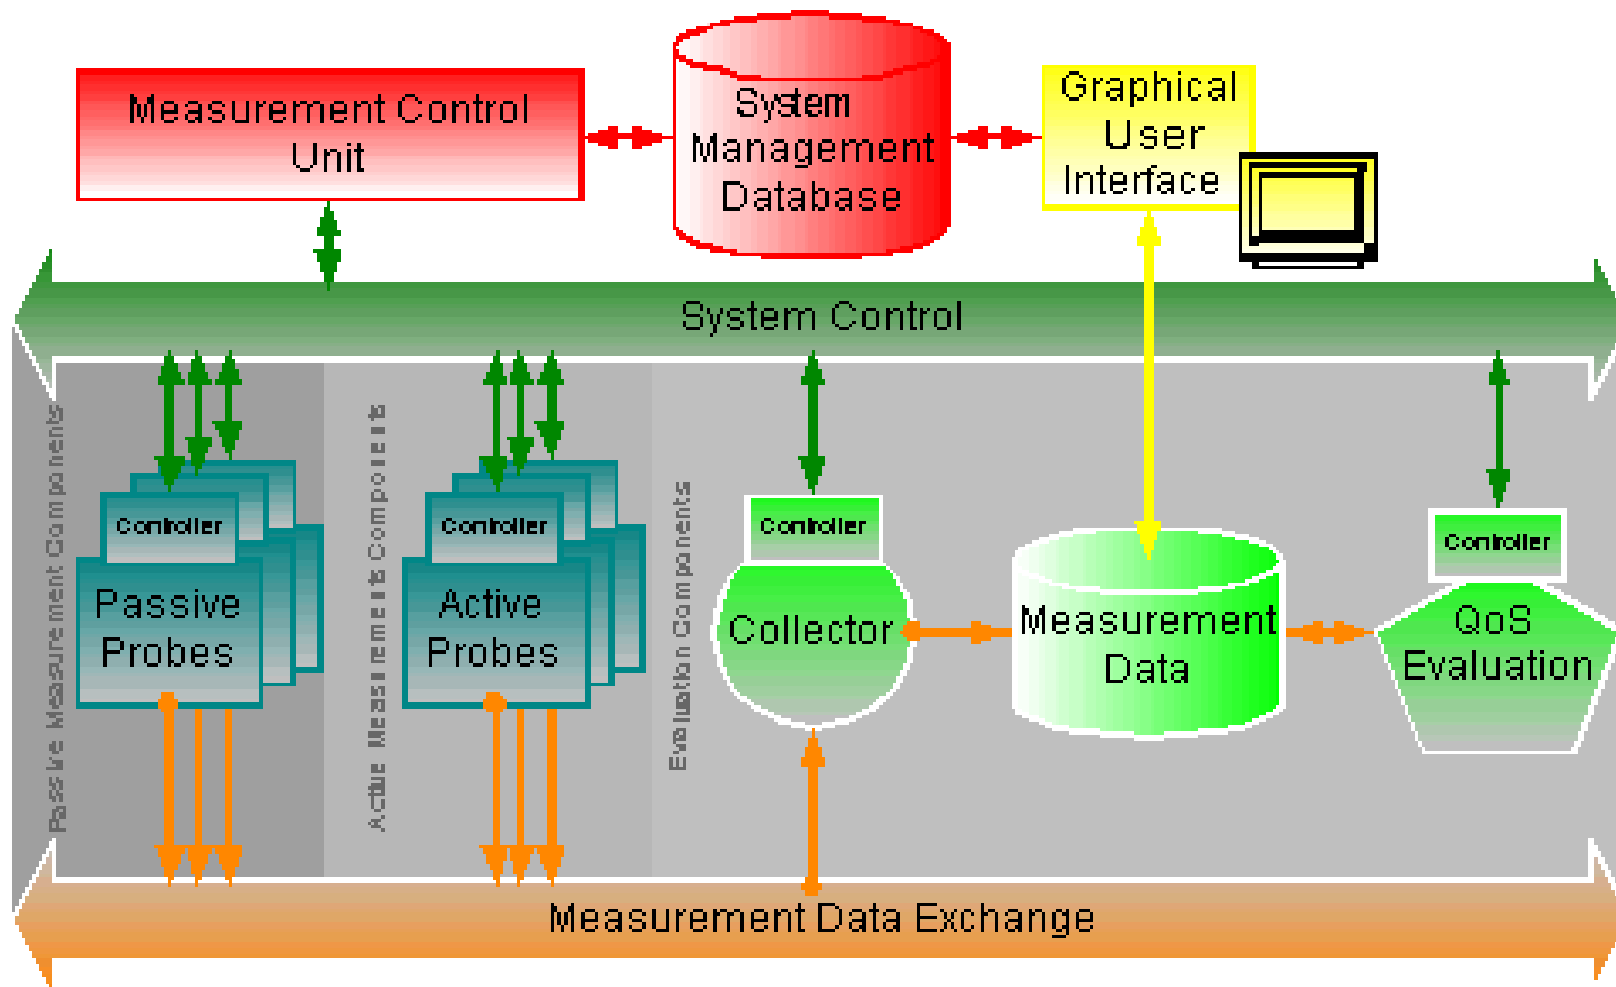 Measurement Control
Unit
System
Management
Database
Graphical
User
Interface
System Control
Passive Measurement Components
Controller
Passive
Probes
Active Measurement Components
Controller
Active
Probes
Evaluation Components
Controller
Collector
Measurement
Data
Controller
QoS
Evaluation
Measurement Data Exchange